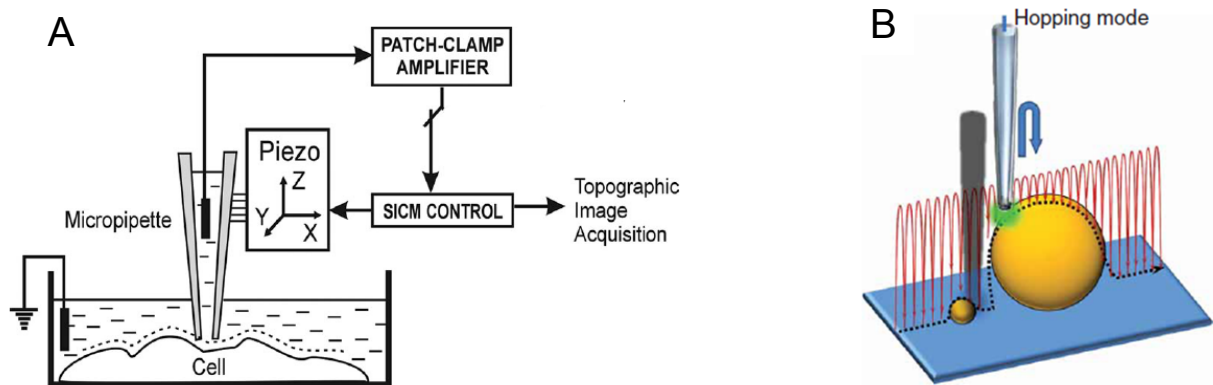 A
PATCH-CLAMP
AMPLIFIER
Piezo
Z
Y
X
Micropipette
SICM CONTROL
Topographic
Image
Acquisition
Cell
B
Hopping mode